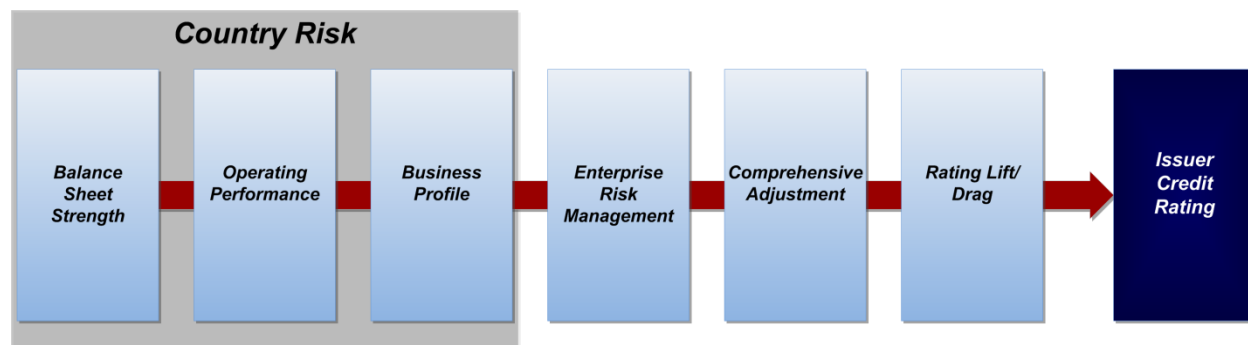 Country Risk
Balance
Sheet
Strength
Operating
Performance
Business
Profile
Enterprise
Risk
Management
Comprehensive
Adjustment
Rating Lift/
Drag
Issuer
Credit
Rating